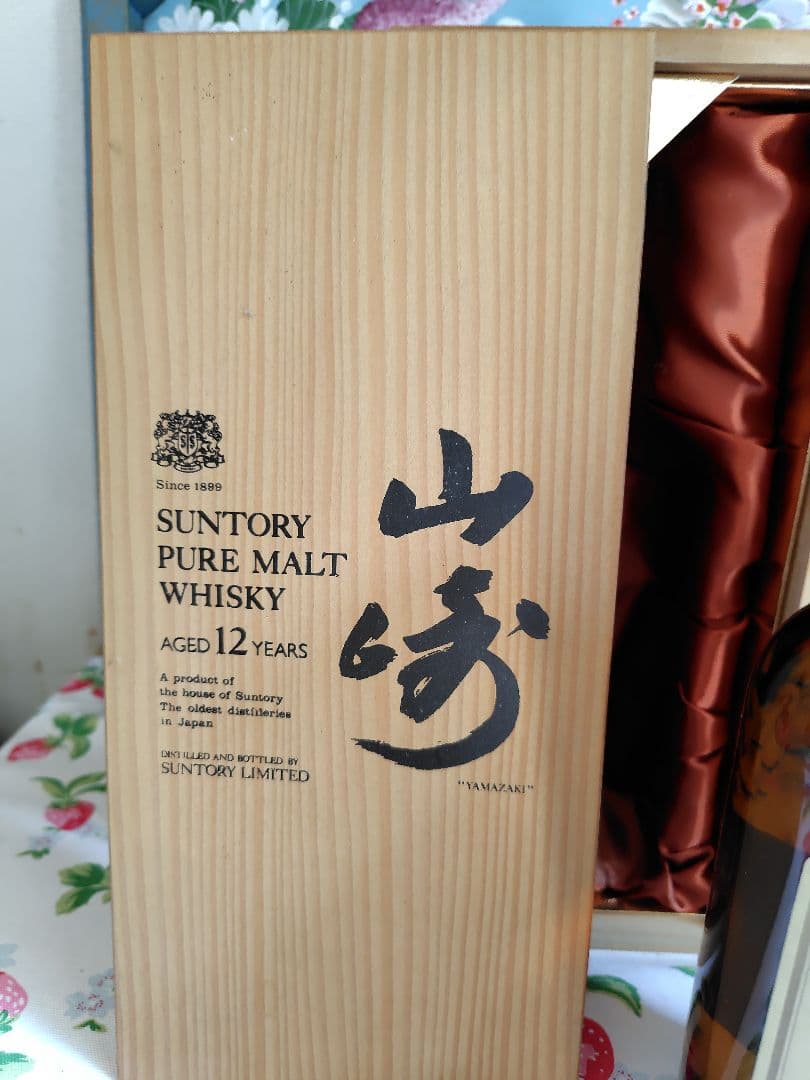 SS
Since 1899
SUNTORY
PURE MALT
WHISKY
AGED 12 YEARS
A product of
the house of Suntory
The oldest distilleries
in Japan
DISTILLED AND BOTTLED BY
SUNTORY LIMITED
山崎
"YAMAZAKI"